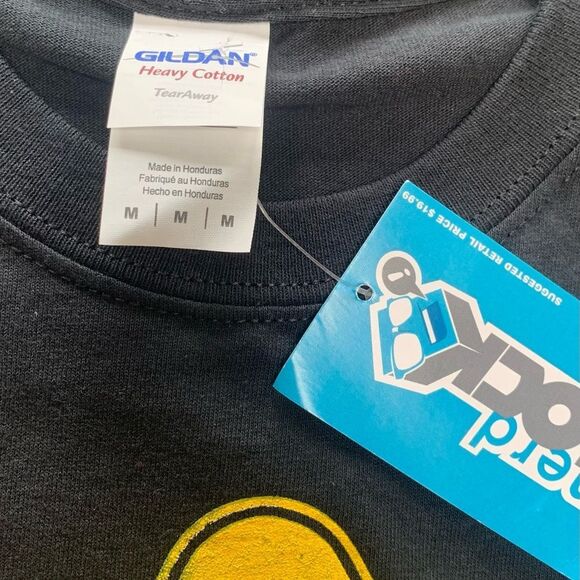 GILDAN®
Heavy Cotton
TearAway
Made in Honduras
Fabriqué au Honduras
Hecho en Honduras
M | M | M
SUGGESTED RETAIL PRICE $19.99
nerd
OCK